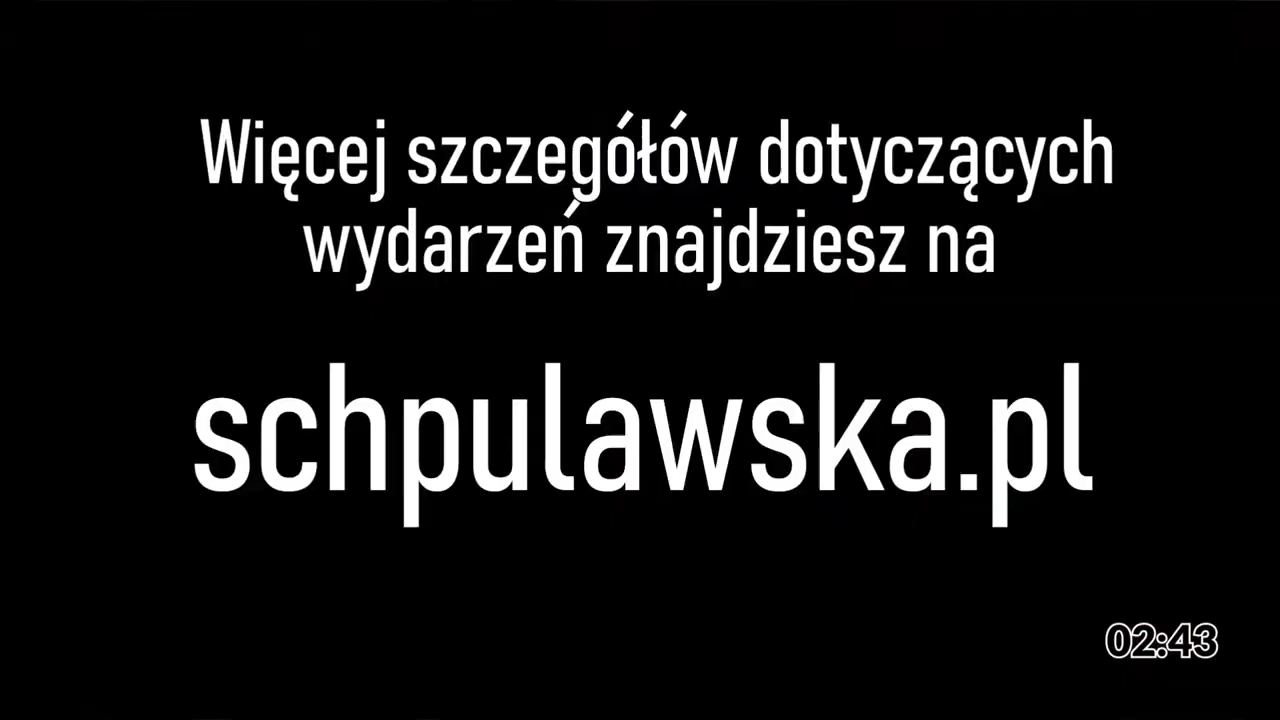 Więcej szczegółów dotyczących
wydarzeń znajdziesz na
schpulawska.pl
02:43